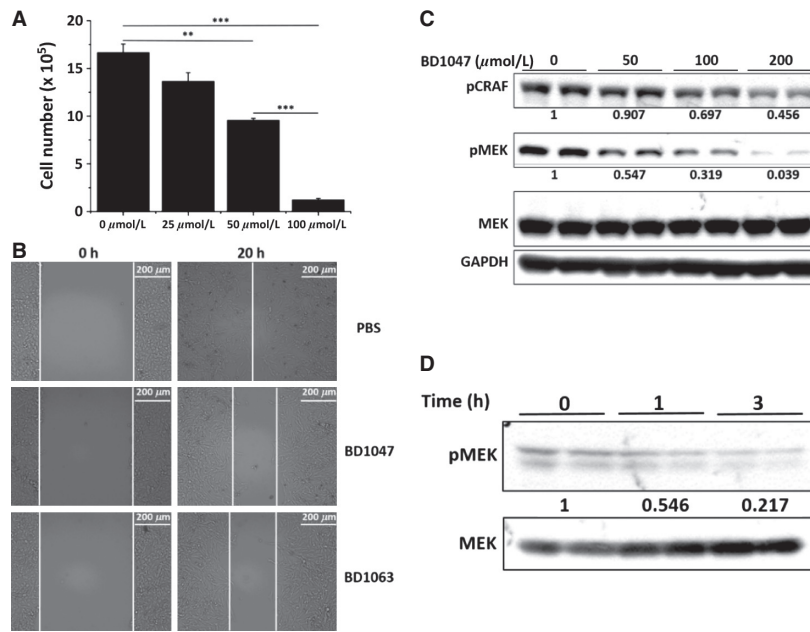 A
***
**
***
20
15
10
5
0
Cell number (x 10⁵)
0 µmol/L 25 µmol/L 50 µmol/L 100 µmol/L
B
0 h 20 h
200 µm 200 µm
PBS
200 µm 200 µm
BD1047
200 µm 200 µm
BD1063
C
BD1047 (µmol/L) 0 50 100 200
pCRAF
1 0.907 0.697 0.456
pMEK
1 0.547 0.319 0.039
MEK
GAPDH
D
Time (h) 0 1 3
pMEK
1 0.546 0.217
MEK